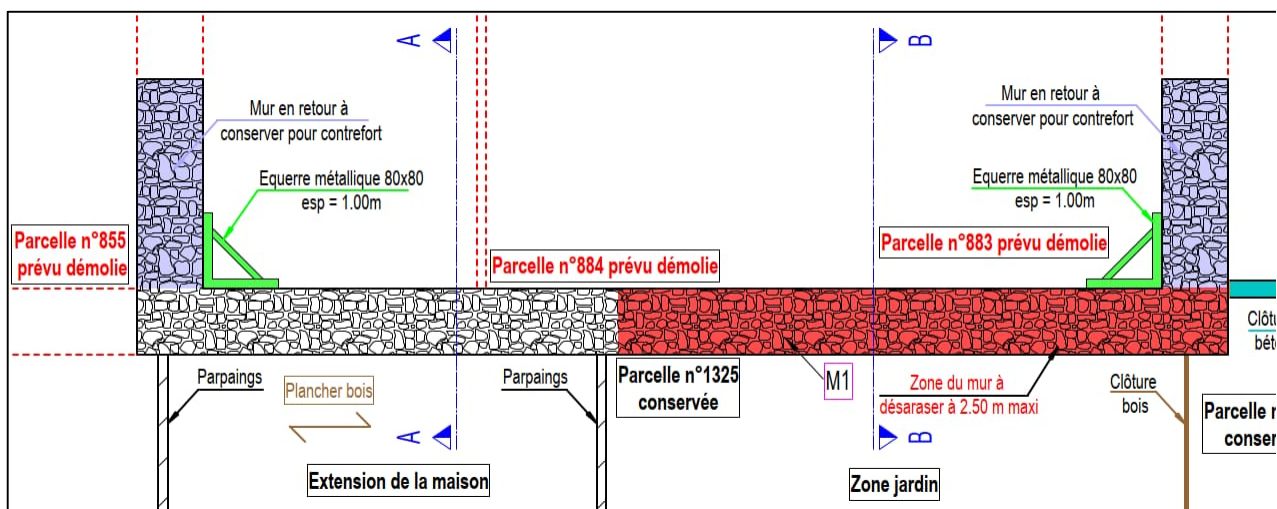 A
B
Mur en retour à
conserver pour contrefort
Mur en retour à
conserver pour contrefort
Equerre métallique 80x80
esp = 1.00m
Equerre métallique 80x80
esp = 1.00m
Parcelle n°855
prévu démolie
Parcelle n°884 prévu démolie
Parcelle n°883 prévu démolie
Clôtu
béto
Parpaings
Plancher bois
Parpaings
Parcelle n°1325
conservée
M1
Zone du mur à
désaraser à 2.50 m maxi
Clôture
bois
Parcelle n
conser
A
B
Extension de la maison
Zone jardin